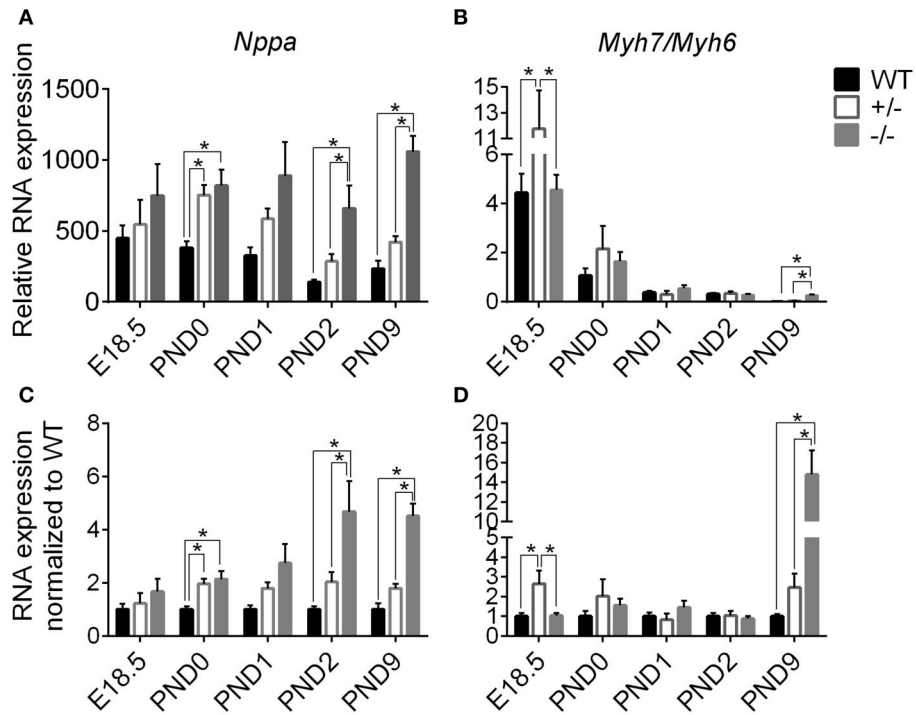 A
B
Nppa
Myh7/Myh6
WT
+/-
-/-
Relative RNA expression
1500
1000
500
0
E18.5
PND0
PND1
PND2
PND9
* * * * * *
15
13
11
6
4
2
0
E18.5
PND0
PND1
PND2
PND9
* * * *
C
D
RNA expression
normalized to WT
8
6
4
2
0
E18.5
PND0
PND1
PND2
PND9
* * * * * *
20
18
16
14
12
10
5
4
3
2
1
0
E18.5
PND0
PND1
PND2
PND9
* * * *